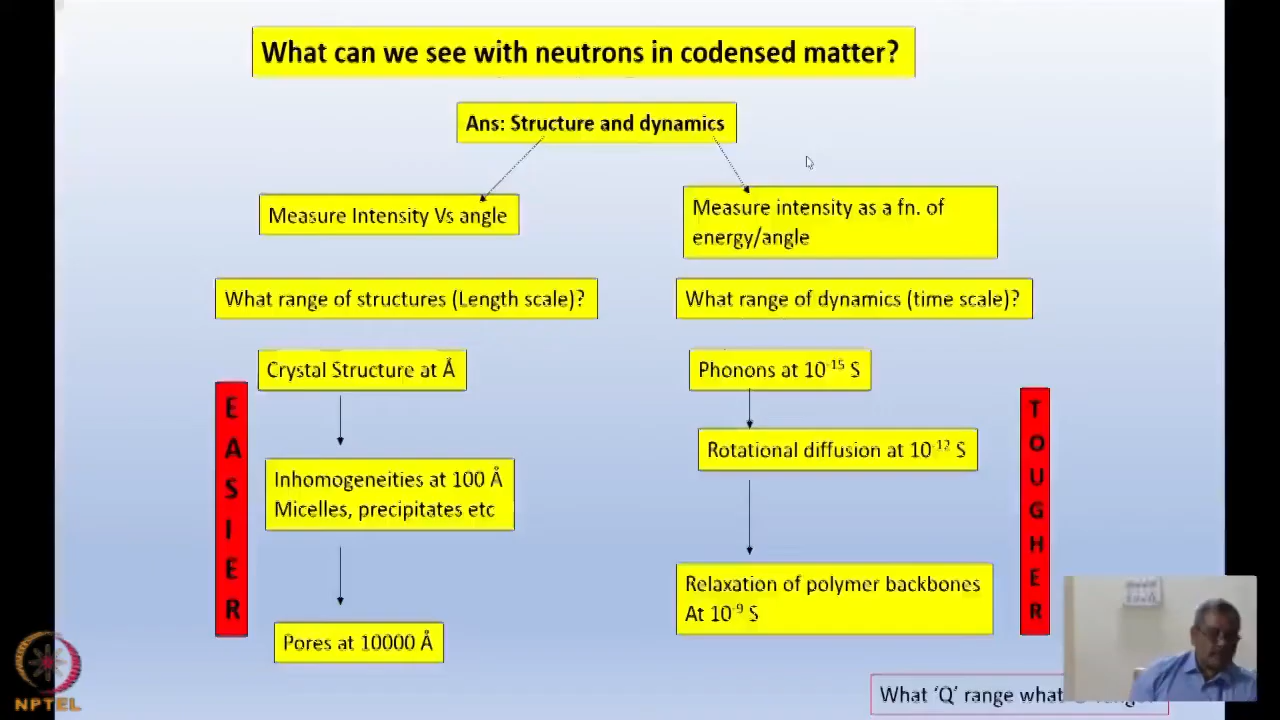 What can we see with neutrons in codensed matter?
Ans: Structure and dynamics
Measure Intensity Vs angle
Measure intensity as a fn. of
energy/angle
What range of structures (Length scale)?
What range of dynamics (time scale)?
Crystal Structure at Å
Phonons at 10⁻¹⁵ S
EASIER
TOUGHER
Rotational diffusion at 10⁻¹² S
Inhomogeneities at 100 Å
Micelles, precipitates etc
Relaxation of polymer backbones
At 10⁻⁹ S
Pores at 10000 Å
What ‘Q’ range what
NPTEL